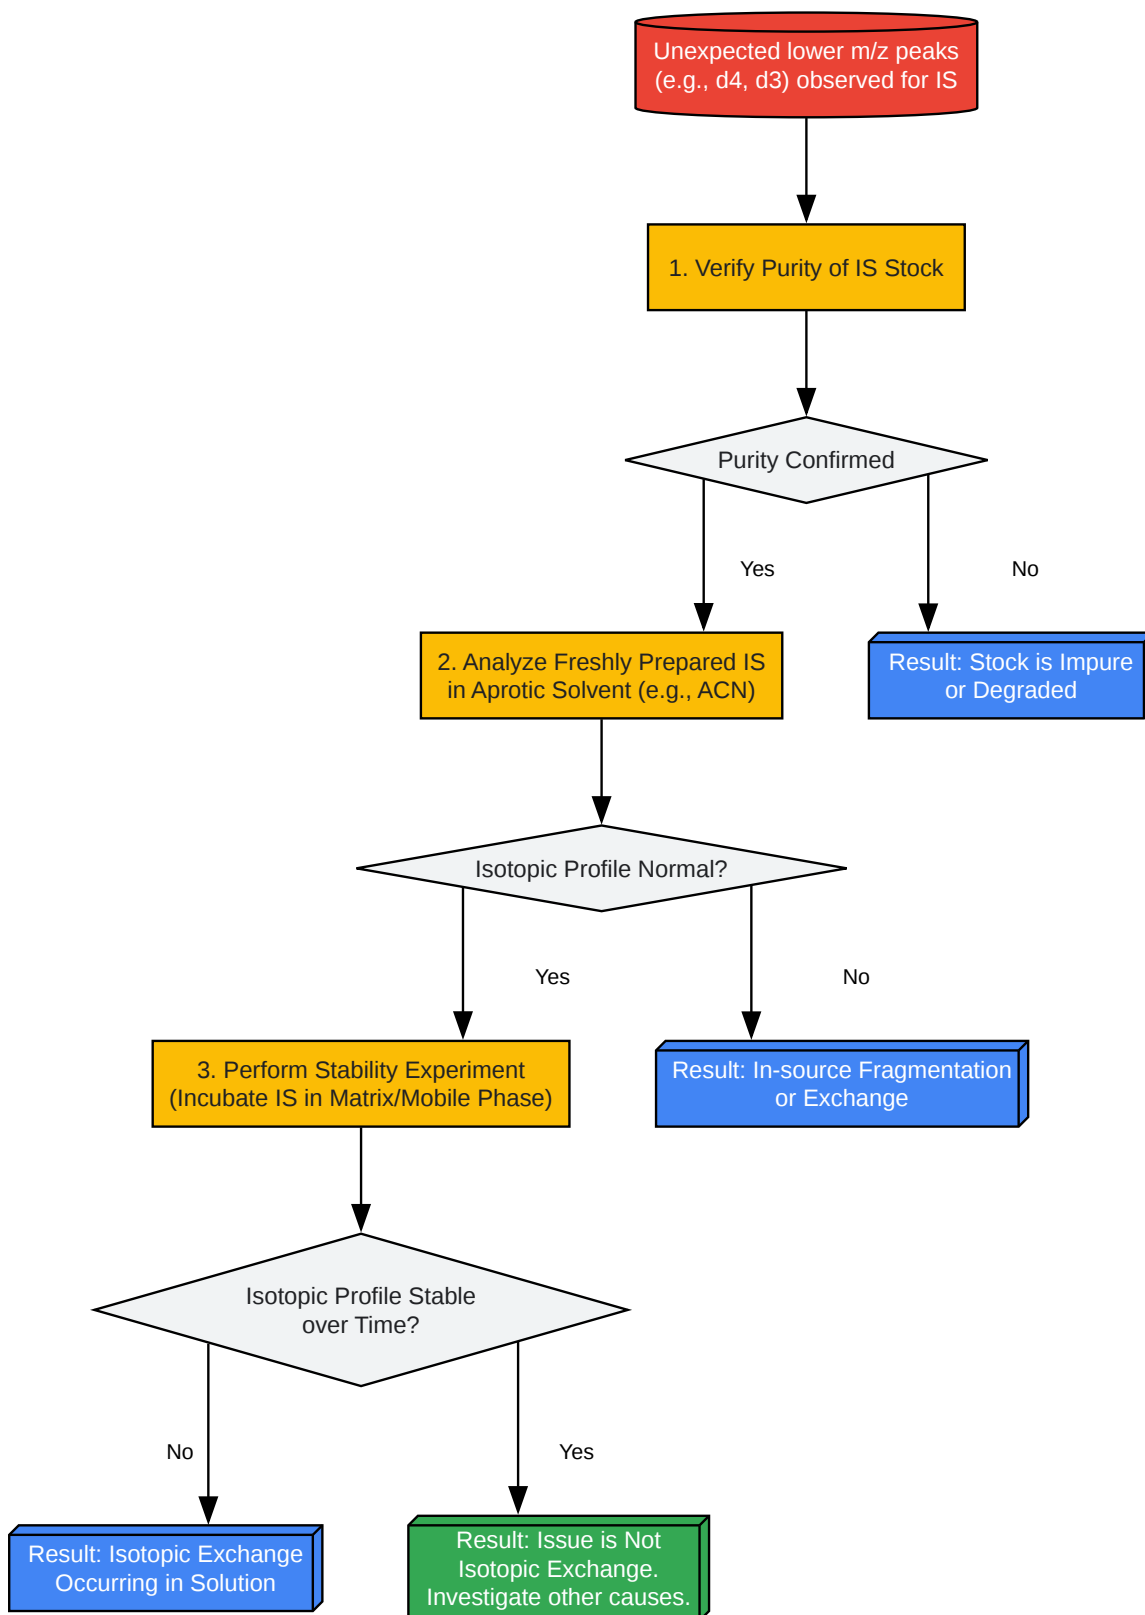 Unexpected lower m/z peaks
(e.g., d4, d3) observed for IS
1. Verify Purity of IS Stock
Purity Confirmed
Yes
No
2. Analyze Freshly Prepared IS
in Aprotic Solvent (e.g., ACN)
Result: Stock is Impure
or Degraded
Isotopic Profile Normal?
Yes
No
3. Perform Stability Experiment
(Incubate IS in Matrix/Mobile Phase)
Result: In-source Fragmentation
or Exchange
Isotopic Profile Stable
over Time?
No
Yes
Result: Isotopic Exchange
Occurring in Solution
Result: Issue is Not
Isotopic Exchange.
Investigate other causes.